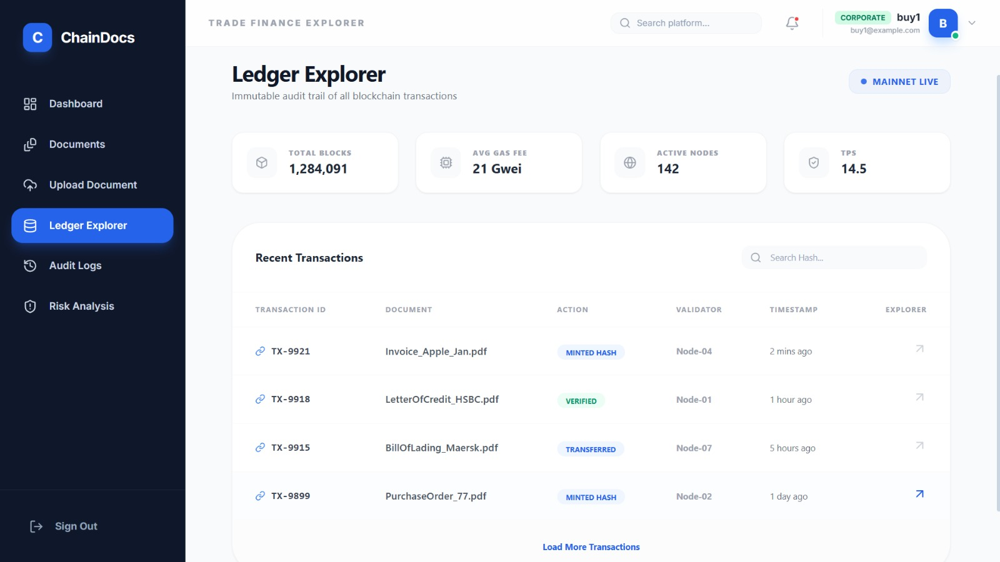 C ChainDocs
Dashboard
Documents
Upload Document
Ledger Explorer
Audit Logs
Risk Analysis
Sign Out
TRADE FINANCE EXPLORER
Search platform...
CORPORATE buy1
buy1@example.com
B
Ledger Explorer
Immutable audit trail of all blockchain transactions
MAINNET LIVE
TOTAL BLOCKS
1,284,091
AVG GAS FEE
21 Gwei
ACTIVE NODES
142
TPS
14.5
Recent Transactions
Search Hash...
TRANSACTION ID DOCUMENT ACTION VALIDATOR TIMESTAMP EXPLORER
TX-9921 Invoice_Apple_Jan.pdf MINTED HASH Node-04 2 mins ago
TX-9918 LetterOfCredit_HSBC.pdf VERIFIED Node-01 1 hour ago
TX-9915 BillOfLading_Maersk.pdf TRANSFERRED Node-07 5 hours ago
TX-9899 PurchaseOrder_77.pdf MINTED HASH Node-02 1 day ago
Load More Transactions